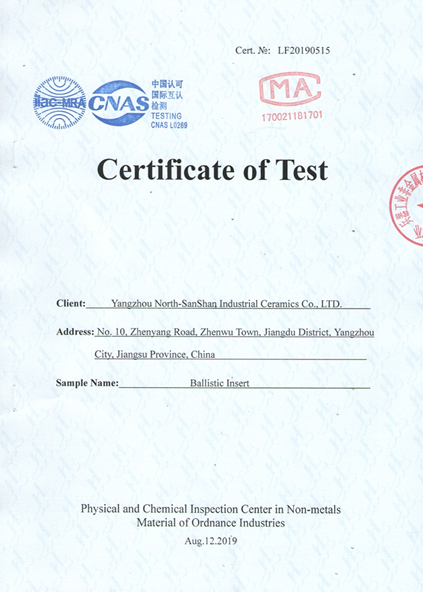 Cert. №: LF20190515
ilac-MRA
CNAS
中国认可
国际互认
检测
TESTING
CNAS L0269
MA
170021181701
Certificate of Test
Client: Yangzhou North-SanShan Industrial Ceramics Co., LTD.
Address: No. 10, Zhenyang Road, Zhenwu Town, Jiangdu District, Yangzhou
City, Jiangsu Province, China
Sample Name: Ballistic Insert
Physical and Chemical Inspection Center in Non-metals
Material of Ordnance Industries
Aug.12.2019